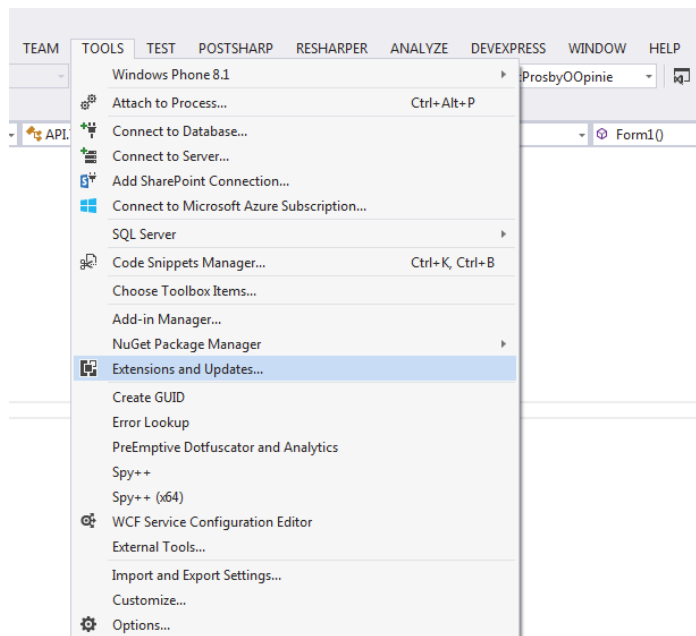 TEAM TOOLS TEST POSTSHARP RESHARPER ANALYZE DEVEXPRESS WINDOW HELP
Windows Phone 8.1
ProsbyOOpinie
Attach to Process... Ctrl+Alt+P
Connect to Database...
API.
Form1()
Connect to Server...
Add SharePoint Connection...
Connect to Microsoft Azure Subscription...
SQL Server
Code Snippets Manager... Ctrl+K, Ctrl+B
Choose Toolbox Items...
Add-in Manager...
NuGet Package Manager
Extensions and Updates...
Create GUID
Error Lookup
PreEmptive Dotfuscator and Analytics
Spy++
Spy++ (x64)
WCF Service Configuration Editor
External Tools...
Import and Export Settings...
Customize...
Options...